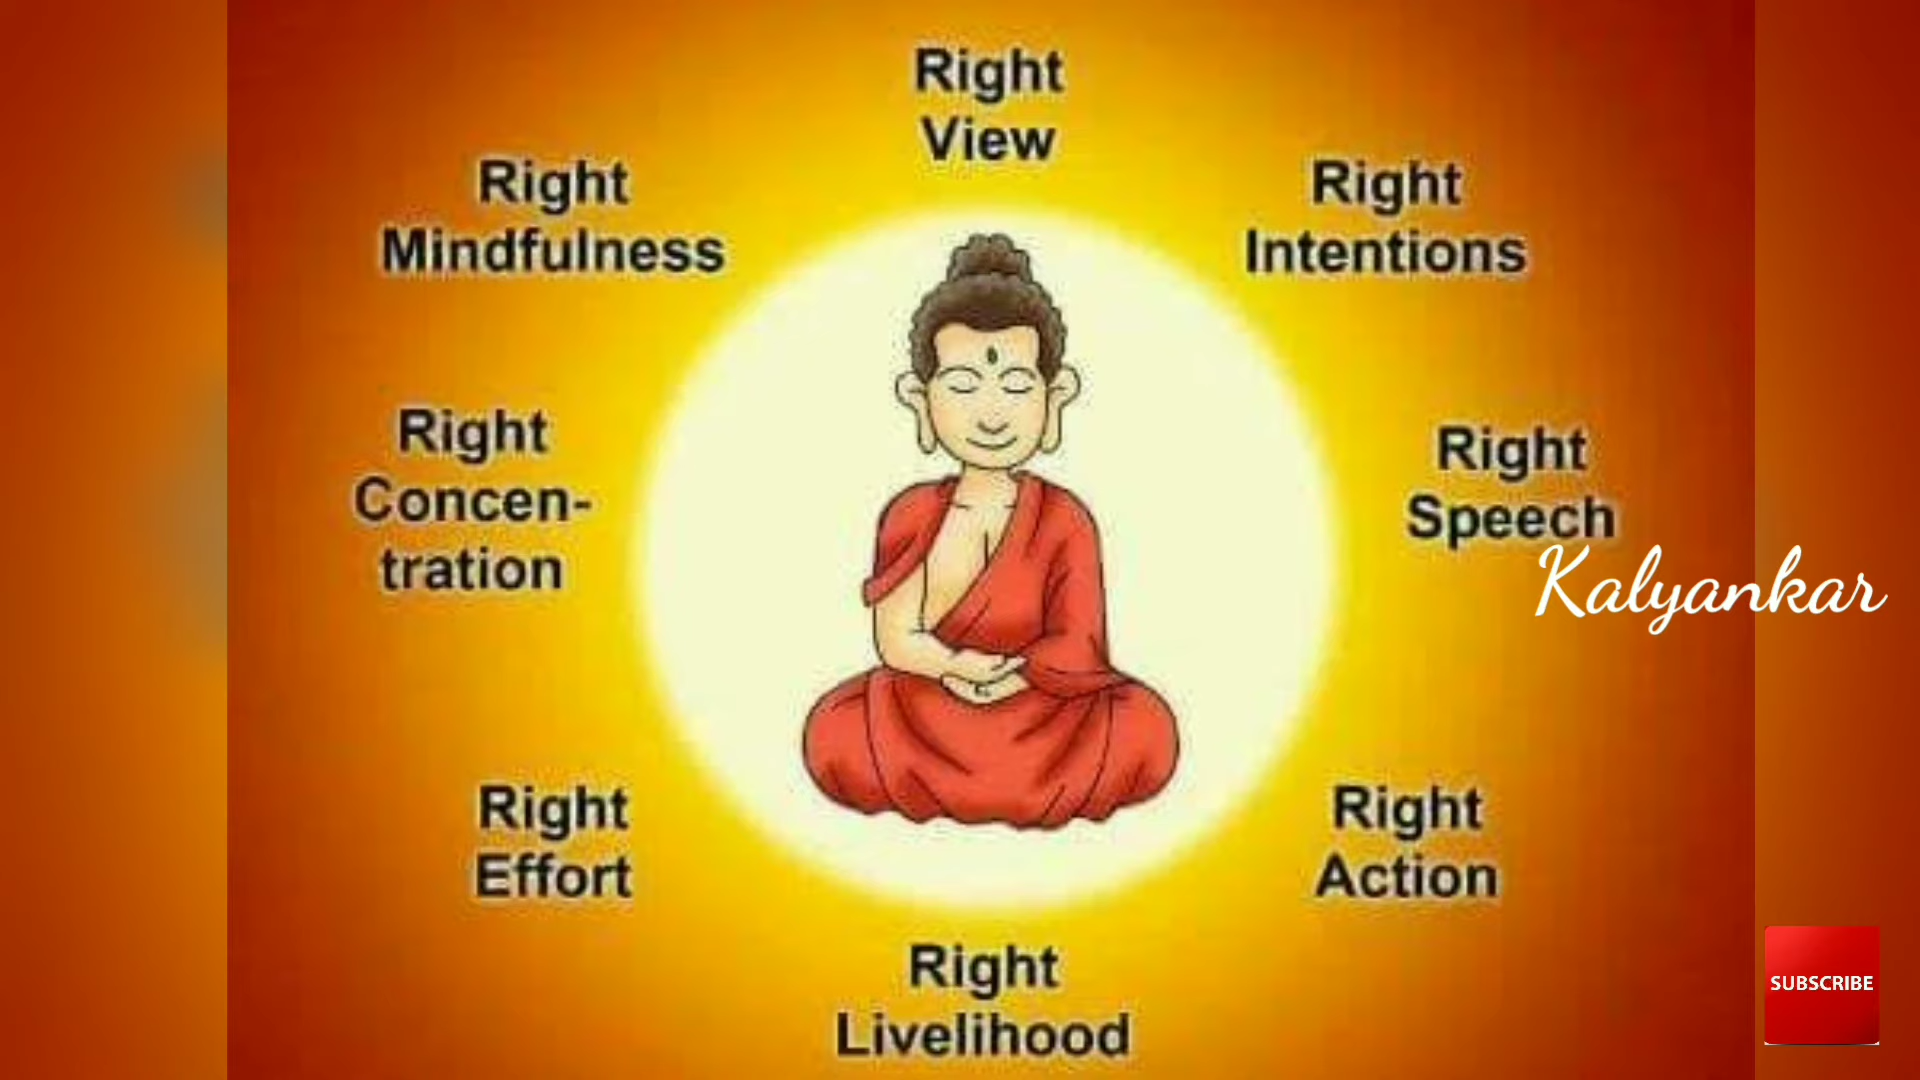 Right
View
Right
Intentions
Right
Speech
Kalyankar
Right
Action
Right
Livelihood
Right
Effort
Right
Concen-
tration
Right
Mindfulness
SUBSCRIBE